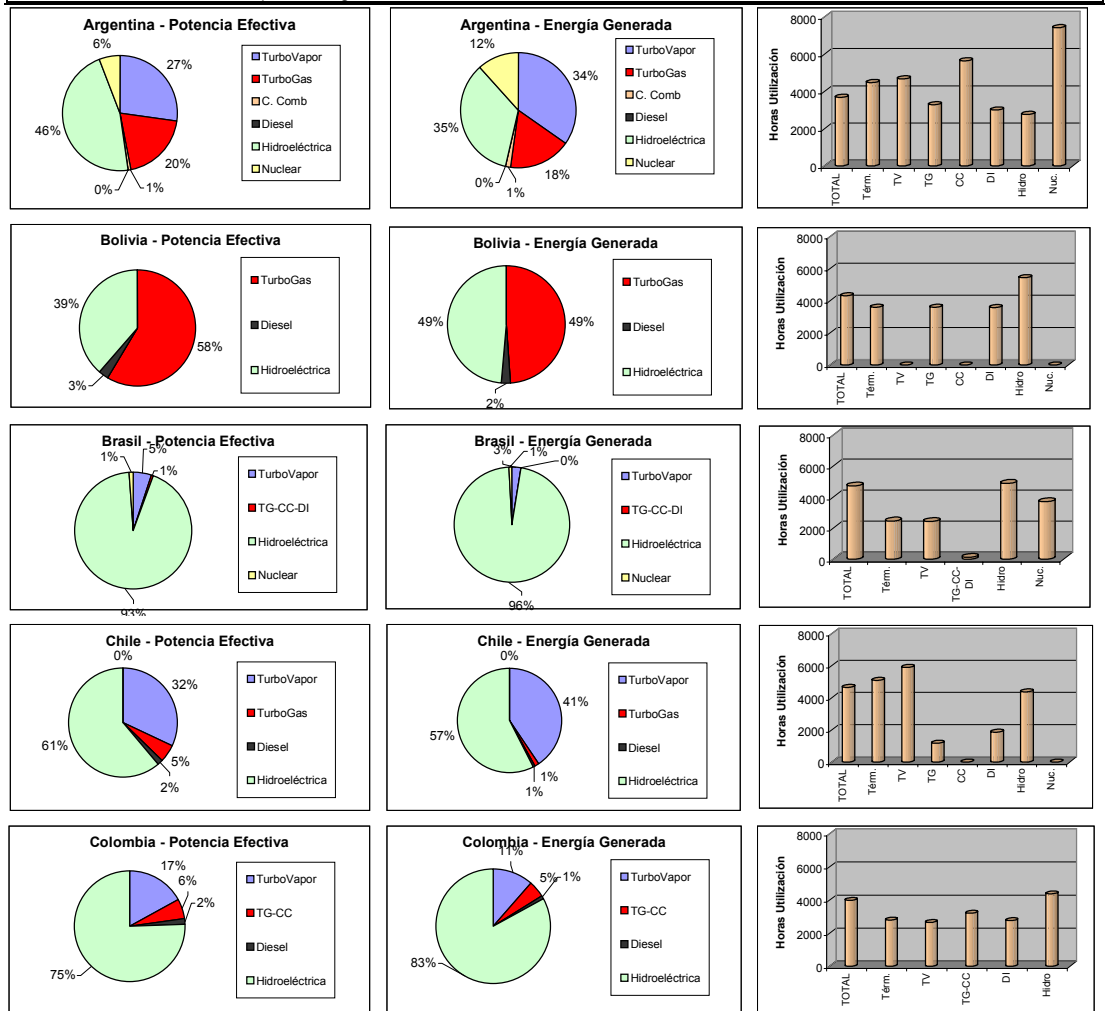 Argentina - Potencia Efectiva
6%
27%
46%
20%
0%
1%
TurboVapor
TurboGas
C. Comb
Diesel
Hidroeléctrica
Nuclear
Argentina - Energía Generada
12%
34%
35%
18%
0%
1%
TurboVapor
TurboGas
C. Comb
Diesel
Hidroeléctrica
Nuclear
Horas Utilización
8000
6000
4000
2000
0
TOTAL
Térm.
TV
TG
CC
DI
Hidro
Nuc.
Bolivia - Potencia Efectiva
39%
58%
3%
TurboGas
Diesel
Hidroeléctrica
Bolivia - Energía Generada
49%
49%
2%
TurboGas
Diesel
Hidroeléctrica
Horas Utilización
8000
6000
4000
2000
0
TOTAL
Térm.
TV
TG
CC
DI
Hidro
Nuc.
Brasil - Potencia Efectiva
1%
5%
1%
93%
TurboVapor
TG-CC-DI
Hidroeléctrica
Nuclear
Brasil - Energía Generada
3%
1%
0%
96%
TurboVapor
TG-CC-DI
Hidroeléctrica
Nuclear
Horas Utilización
8000
6000
4000
2000
0
TOTAL
Térm.
TV
TG-CC-
DI
Hidro
Nuc.
Chile - Potencia Efectiva
0%
32%
61%
5%
2%
TurboVapor
TurboGas
Diesel
Hidroeléctrica
Chile - Energía Generada
0%
41%
57%
1%
1%
TurboVapor
TurboGas
Diesel
Hidroeléctrica
Horas Utilización
8000
6000
4000
2000
0
TOTAL
Térm.
TV
TG
CC
DI
Hidro
Nuc.
Colombia - Potencia Efectiva
17%
6%
2%
75%
TurboVapor
TG-CC
Diesel
Hidroeléctrica
Colombia - Energía Generada
11%
5%
1%
83%
TurboVapor
TG-CC
Diesel
Hidroeléctrica
Horas Utilización
8000
6000
4000
2000
0
TOTAL
Térm.
TV
TG-CC
DI
Hidro